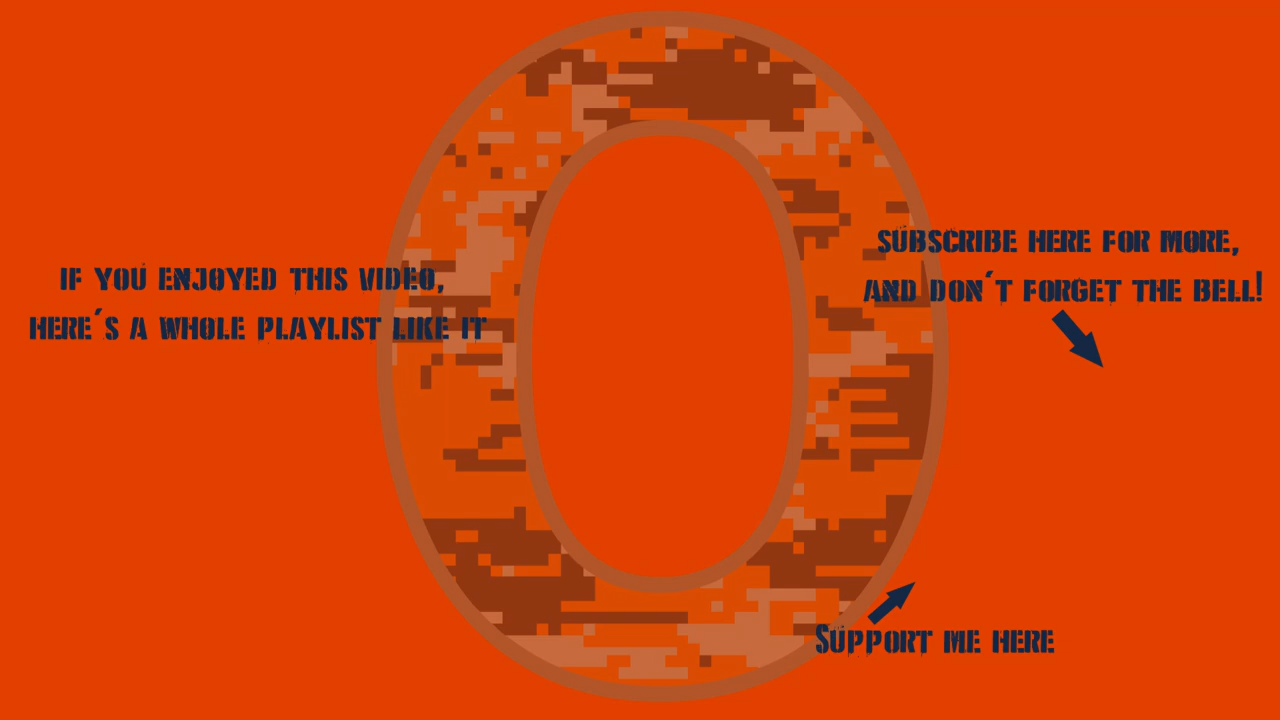 IF YOU ENJOYED THIS VIDEO,
HERE'S A WHOLE PLAYLIST LIKE IT
SUBSCRIBE HERE FOR MORE,
AND DON'T FORGET THE BELL!
SUPPORT ME HERE
O